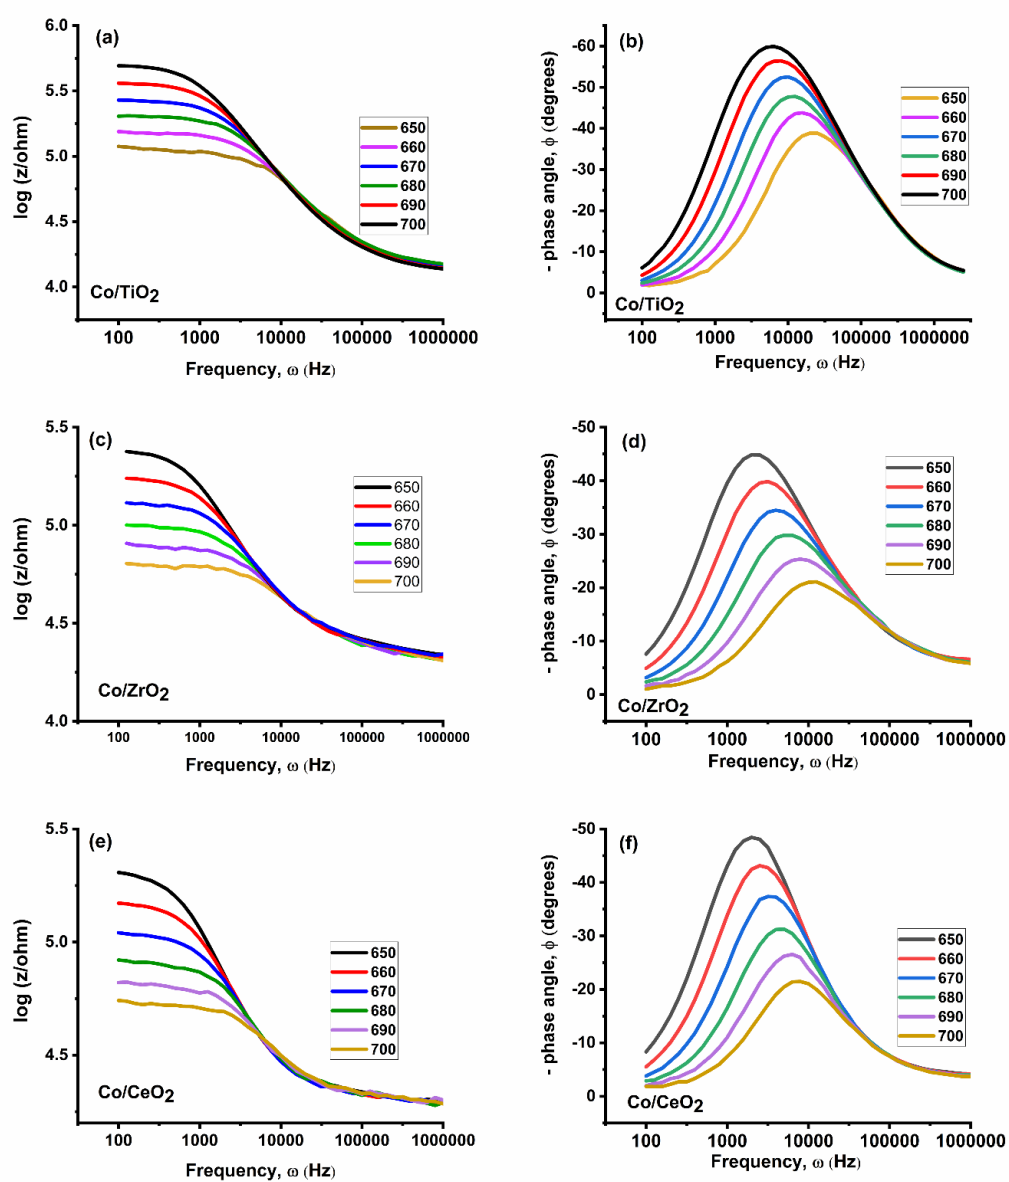 (a)
log (z/ohm)
6.0
5.5
5.0
4.5
4.0
650
660
670
680
690
700
Co/TiO2
100 1000 10000 100000 1000000
Frequency, ω (Hz)
(b)
- phase angle, ϕ (degrees)
-60
-50
-40
-30
-20
-10
0
650
660
670
680
690
700
Co/TiO2
100 1000 10000 100000 1000000
Frequency, ω (Hz)
(c)
log (z/ohm)
5.5
5.0
4.5
4.0
650
660
670
680
690
700
Co/ZrO2
100 1000 10000 100000 1000000
Frequency, ω (Hz)
(d)
- phase angle, ϕ (degrees)
-50
-40
-30
-20
-10
0
650
660
670
680
690
700
Co/ZrO2
100 1000 10000 100000 1000000
Frequency, ω (Hz)
(e)
log (z/ohm)
5.5
5.0
4.5
650
660
670
680
690
700
Co/CeO2
100 1000 10000 100000 1000000
Frequency, ω (Hz)
(f)
- phase angle, ϕ (degrees)
-50
-40
-30
-20
-10
0
650
660
670
680
690
700
Co/CeO2
100 1000 10000 100000 1000000
Frequency, ω (Hz)